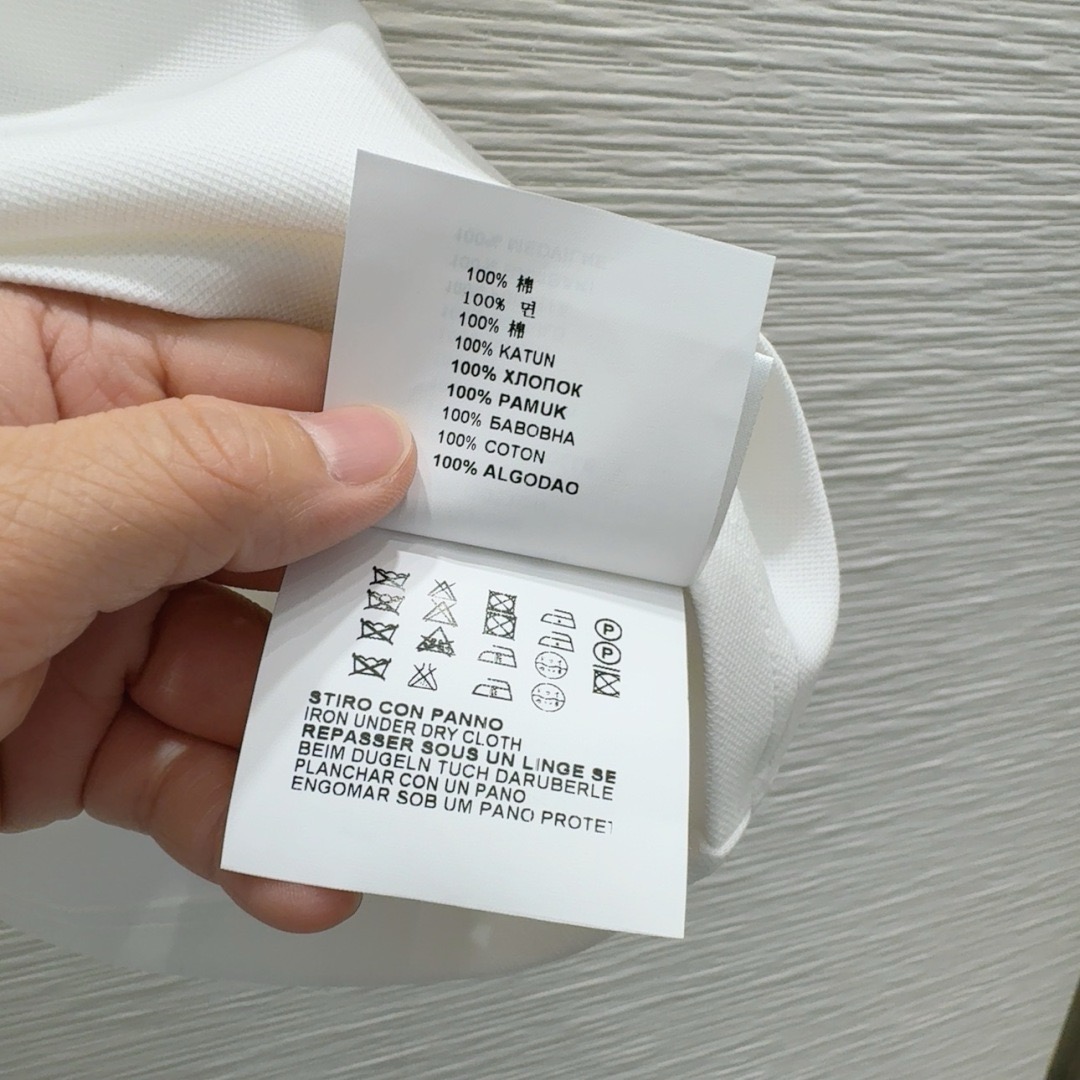 100% 棉
100% 면
100% 棉
100% KATUN
100% ХЛОПОК
100% PAMUK
100% БАВОВНА
100% COTON
100% ALGODAO
P
P
STIRO CON PANNO
IRON UNDER DRY CLOTH
REPASSER SOUS UN LINGE SE
BEIM DUGELN TUCH DARUBERLE
PLANCHAR CON UN PANO
ENGOMAR SOB UM PANO PROTET